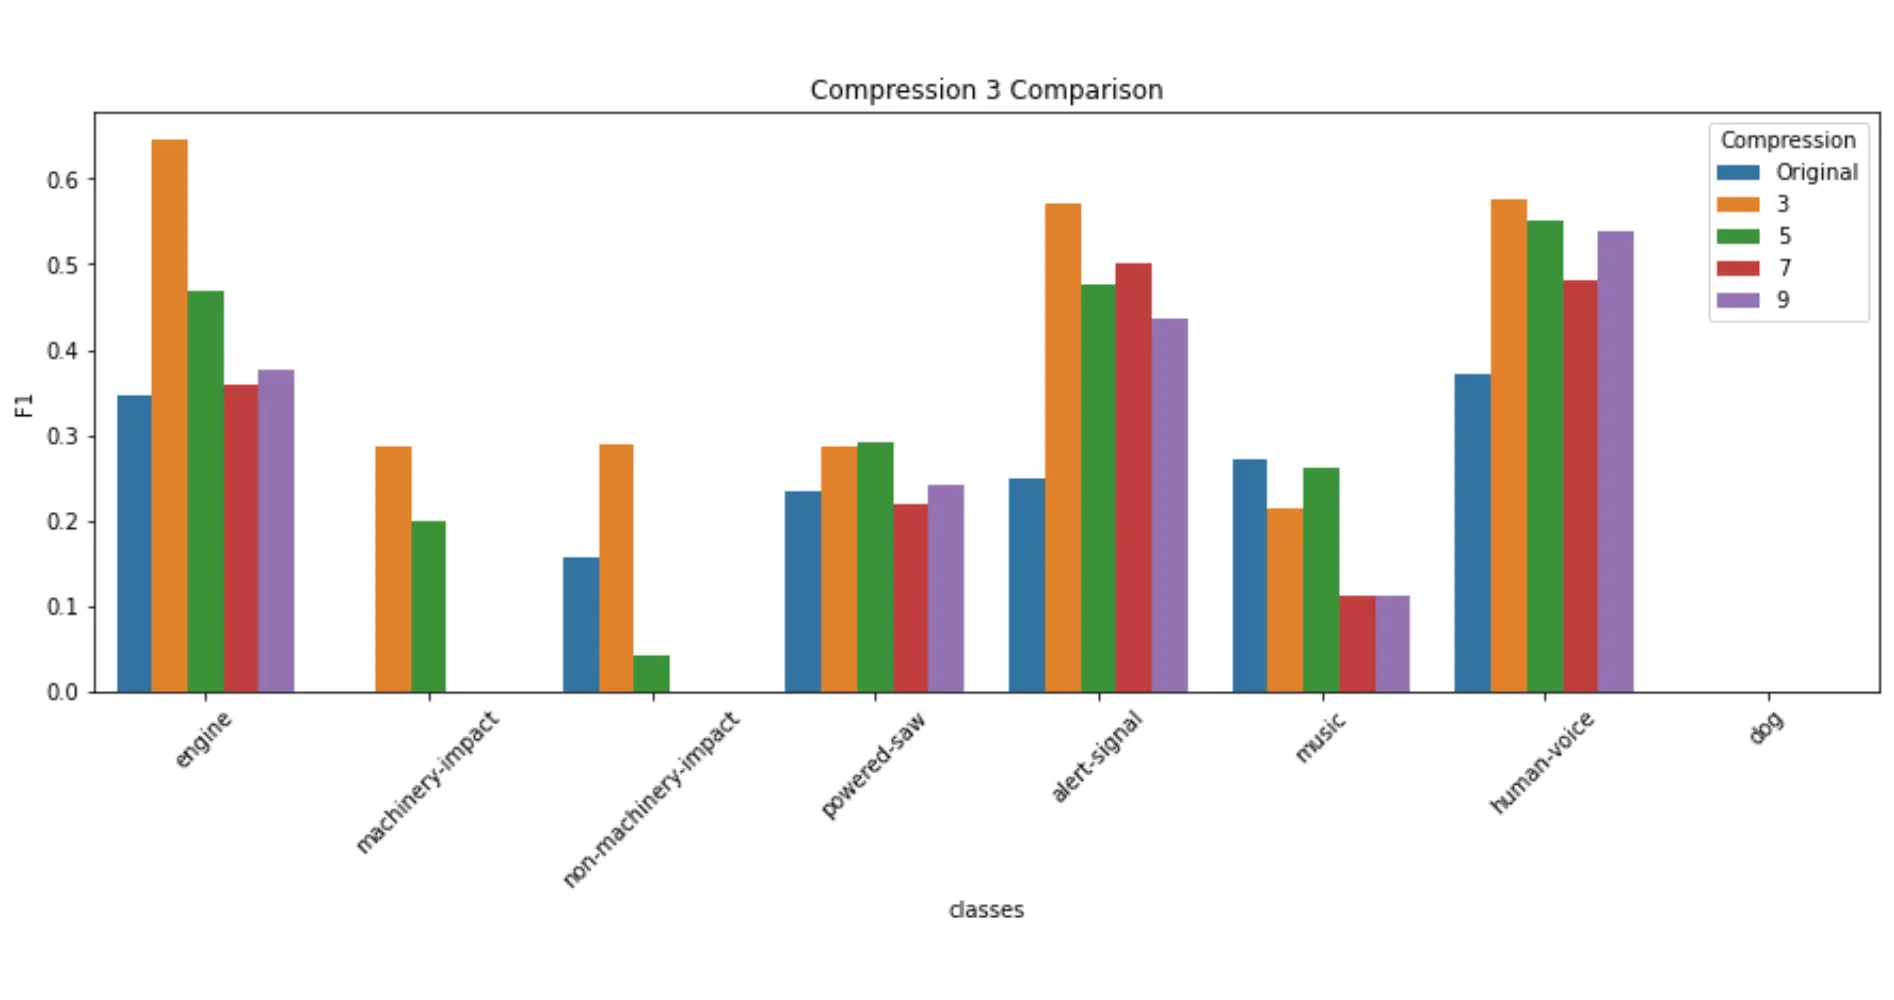 Compression 3 Comparison
Compression
Original
3
5
7
9
0.6
0.5
0.4
0.3
0.2
0.1
0.0
F1
engine
machinery-impact
non-machinery-impact
powered-saw
alert-signal
music
human-voice
dog
classes